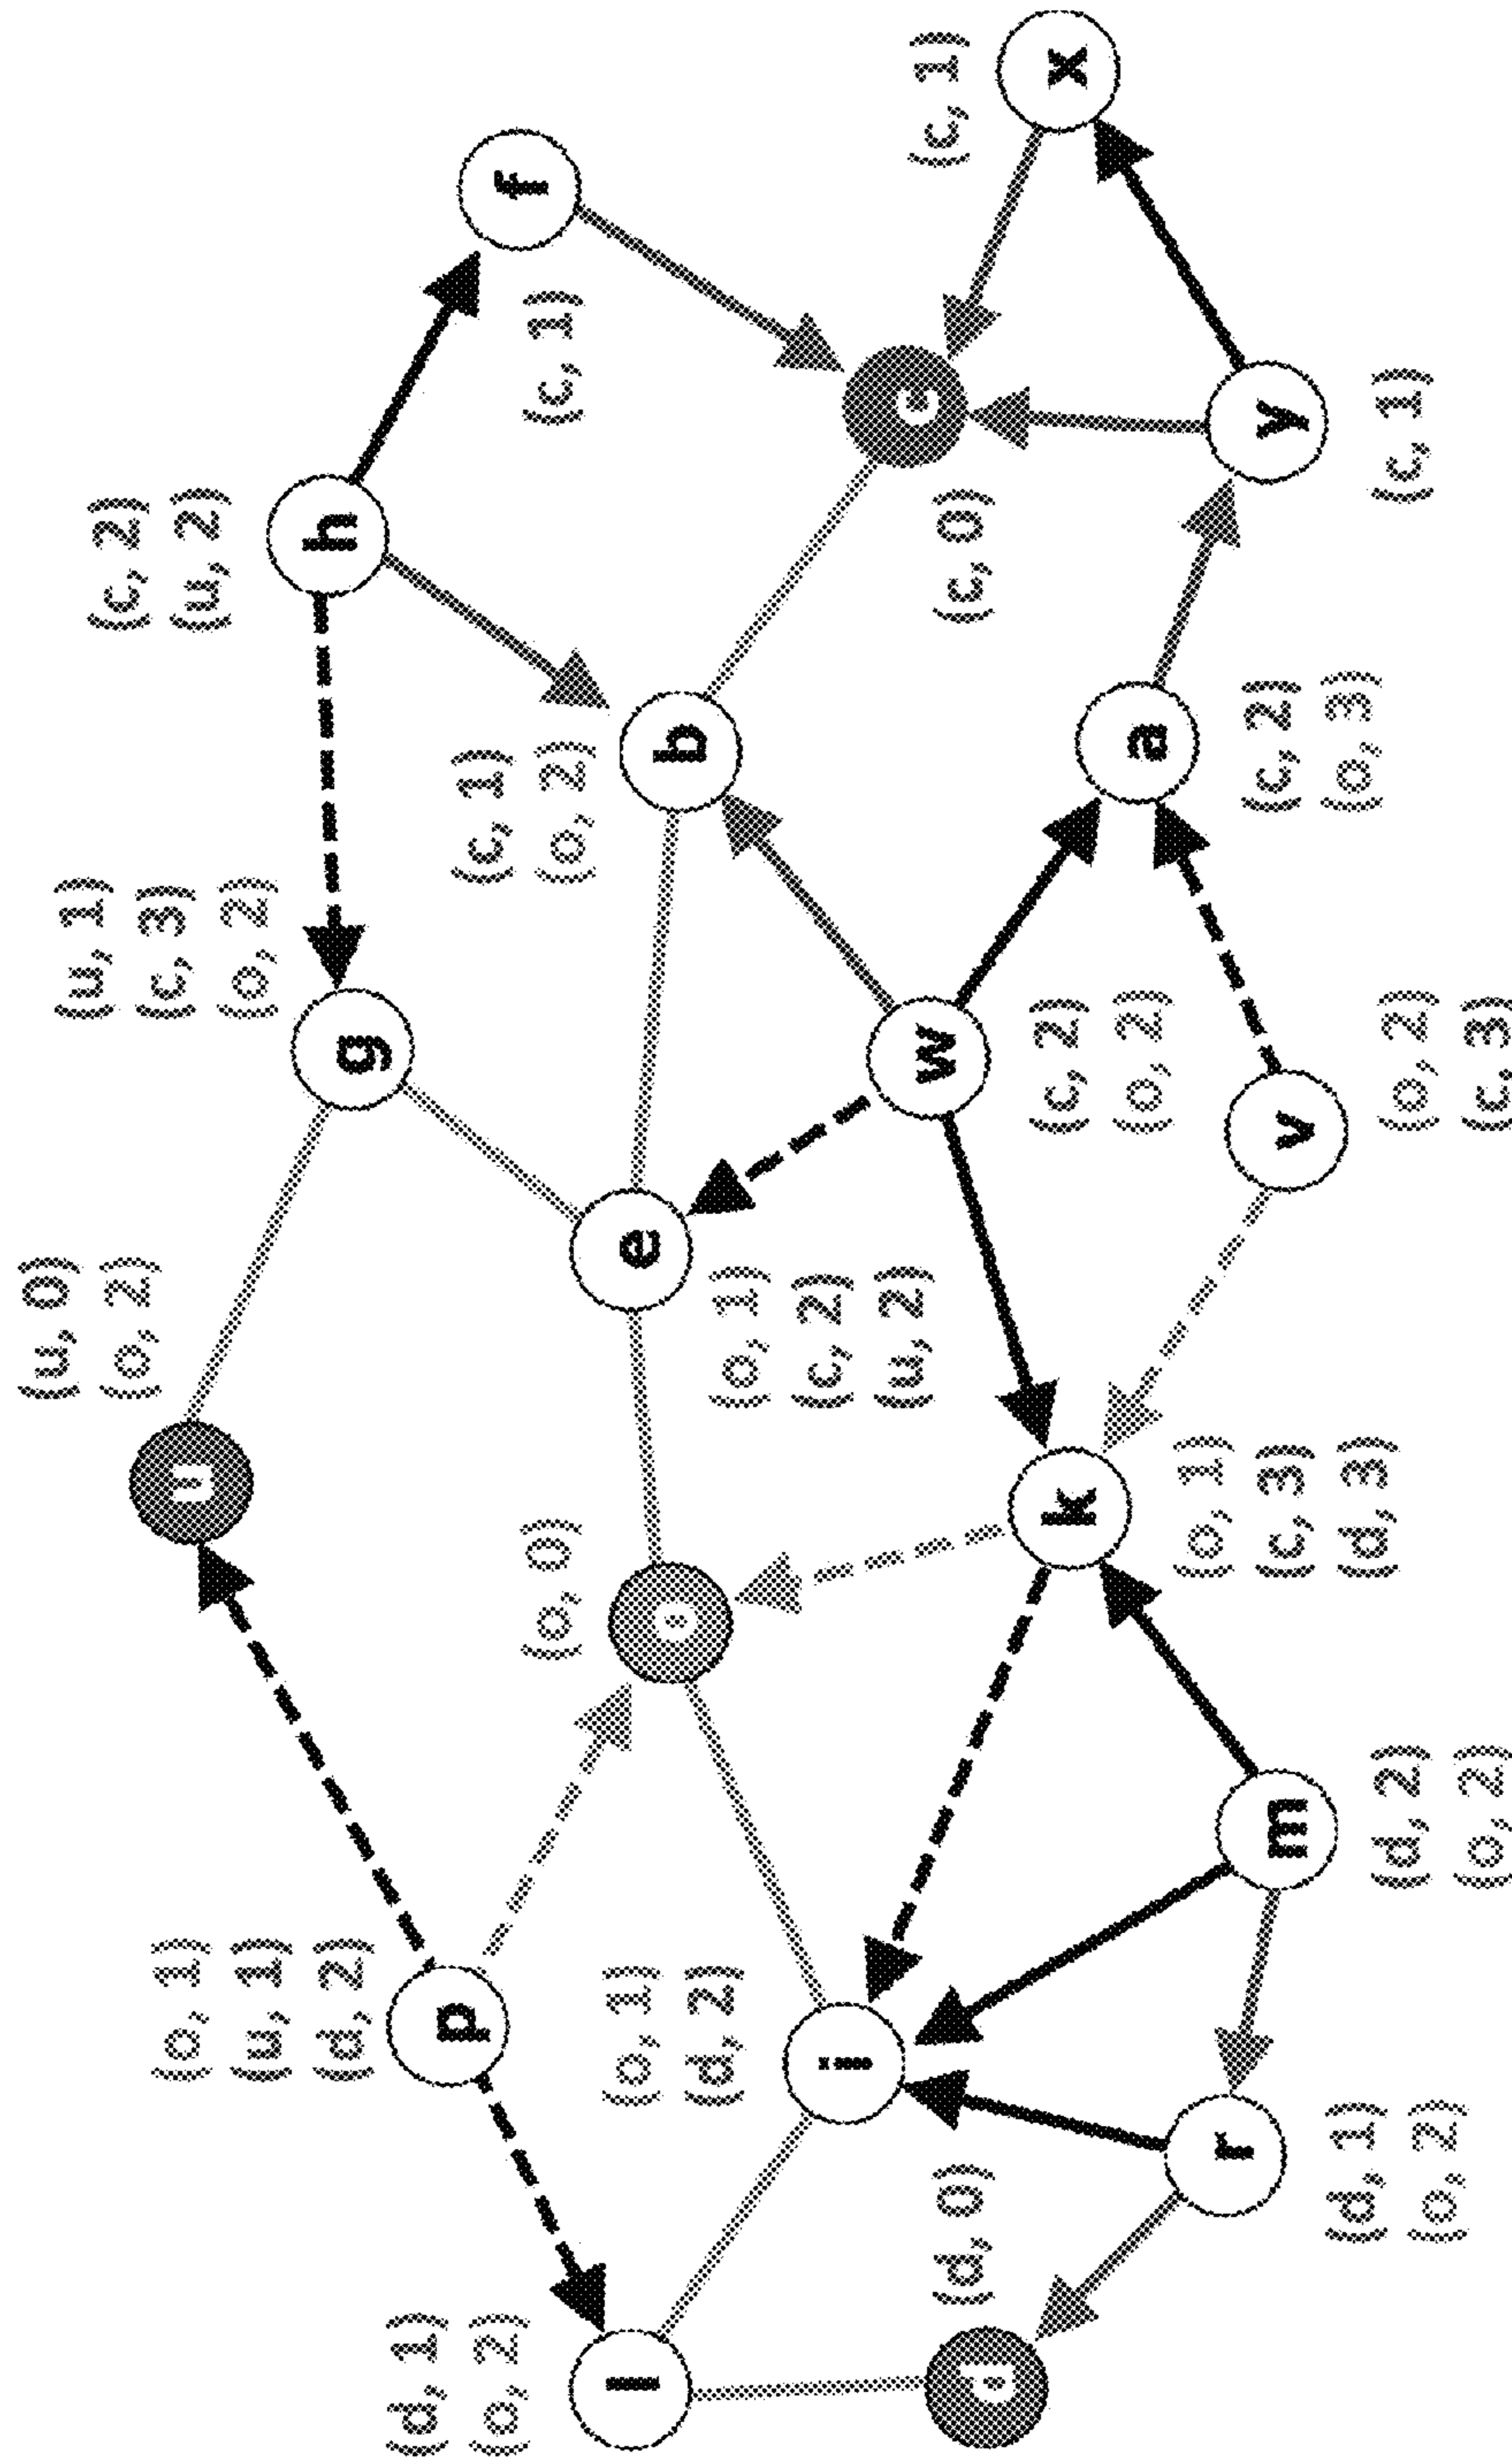 (d, 1)
(o, 2)
l
(d, 0)
d
(o, 1)
(u, 1)
(d, 2)
p
(o, 1)
(d, 2)
i
r
(d, 1)
(o, 2)
m
(d, 2)
(o, 2)
(u, 0)
(o, 2)
u
(o, 0)
o
k
(o, 1)
(c, 3)
(d, 3)
e
(o, 1)
(c, 2)
(u, 2)
(u, 1)
(c, 3)
(o, 2)
g
w
(c, 2)
(o, 2)
v
(o, 2)
(c, 3)
(c, 1)
(o, 2)
b
a
(c, 2)
(o, 3)
(c, 2)
(u, 2)
h
c
(c, 0)
y
(c, 1)
f
(c, 1)
(c, 1)
x